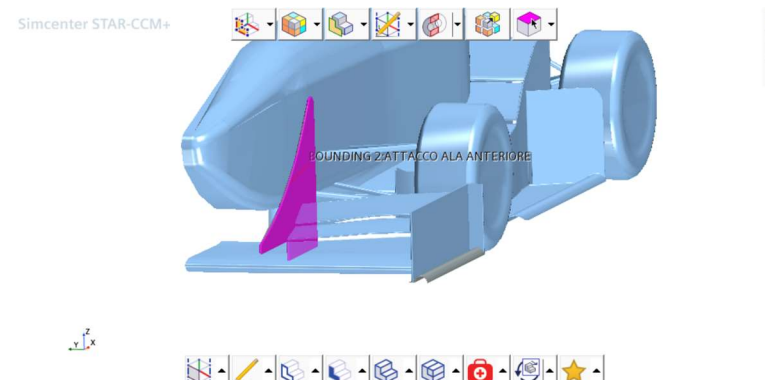 Simcenter STAR-CCM+
BOUNDING 2:ATTACCO ALA ANTERIORE
Z
Y
X